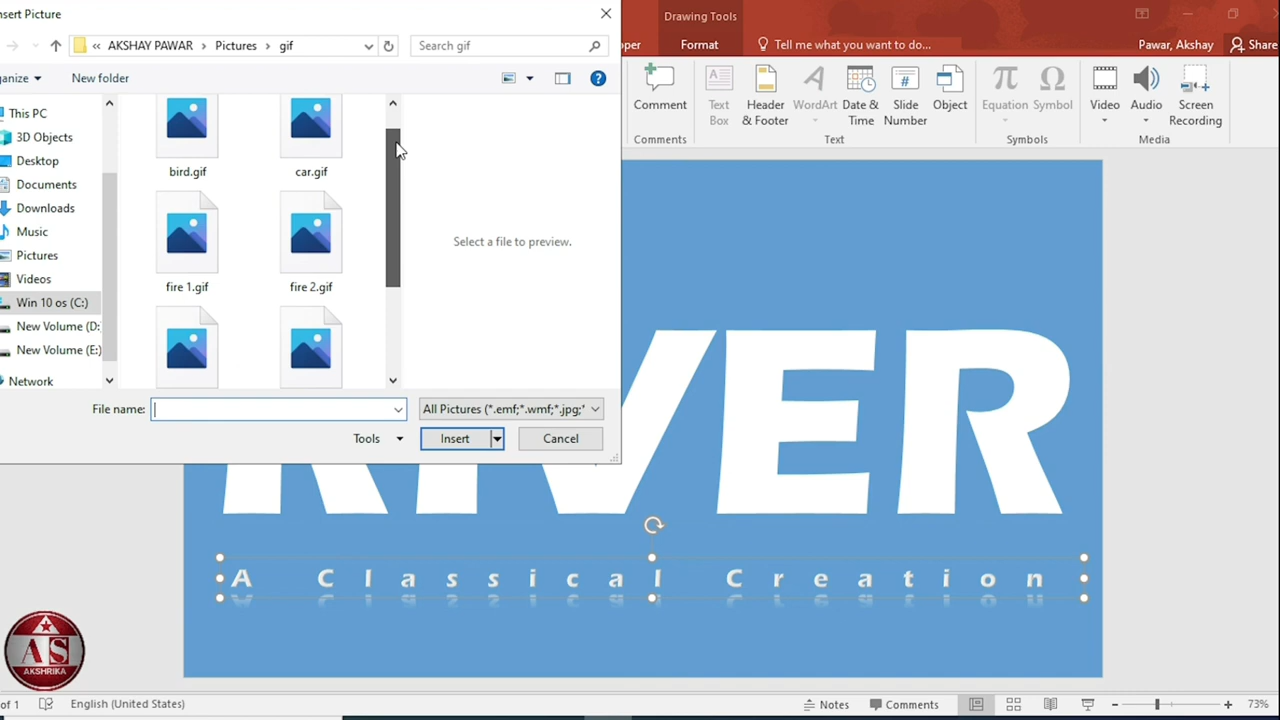 nsert Picture
AKSHAY PAWAR > Pictures > gif
Search gif
ganize
New folder
This PC
3D Objects
Desktop
Documents
Downloads
Music
Pictures
Videos
Win 10 os (C:)
New Volume (D:
New Volume (E:)
Network
bird.gif
car.gif
fire 1.gif
fire 2.gif
Select a file to preview.
File name:
All Pictures (*.emf;*.wmf;*.jpg;*
Tools
Insert
Cancel
Drawing Tools
per
Format
Tell me what you want to do...
Pawar, Akshay
Share
Comment
Text Box
Header & Footer
WordArt
Date & Time
Slide Number
Object
Equation
Symbol
Video
Audio
Screen Recording
Comments
Text
Symbols
Media
RIVER
A Classical Creation
AS
AKSHRIKA
of 1
English (United States)
Notes
Comments
73%